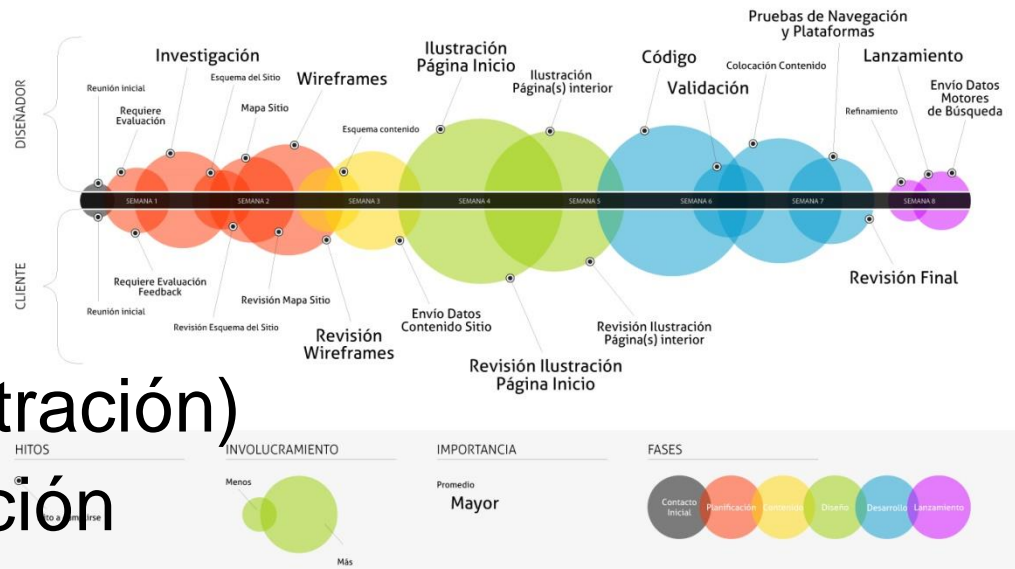 Pruebas de Navegación
y Plataformas
Ilustración
Página Inicio
Investigación
Código
Lanzamiento
Esquema del Sitio
Wireframes
Ilustración
Página(s) interior
Colocación Contenido
Validación
Envío Datos
Motores
de Búsqueda
Reunión inicial
Requiere
Evaluación
Mapa Sitio
Refinamiento
Esquema contenido
DISEÑADOR
SEMANA 1
SEMANA 2
SEMANA 3
SEMANA 4
SEMANA 5
SEMANA 6
SEMANA 7
SEMANA 8
CLIENTE
Requiere Evaluación
Feedback
Reunión inicial
Revisión Mapa Sitio
Revisión Esquema del Sitio
Revisión
Wireframes
Envío Datos
Contenido Sitio
Revisión Ilustración
Página Inicio
Revisión Ilustración
Página(s) interior
Revisión Final
tración)
ción
HITOS
INVOLUCRAMIENTO
Menos
Más
IMPORTANCIA
Promedio
Mayor
FASES
Contacto
Inicial
Planificación
Contenido
Diseño
Desarrollo
Lanzamiento